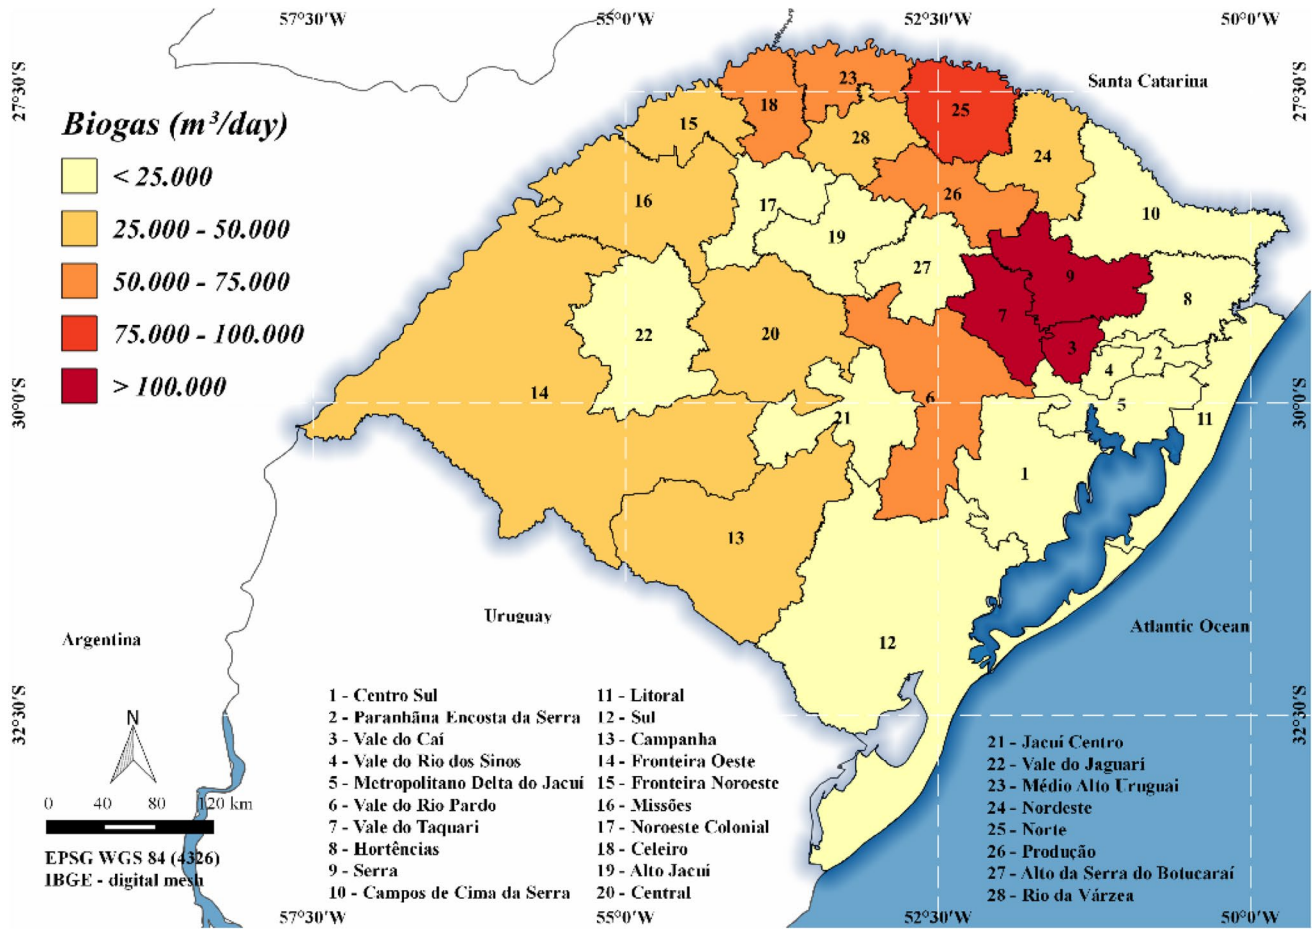 57°30'W 55°0'W 52°30'W 50°0'W
27°30'S
27°30'S
Santa Catarina
Biogas (m³/day)
< 25.000
25.000 - 50.000
50.000 - 75.000
75.000 - 100.000
> 100.000
23
18
25
15
28
24
16
26
17
10
19
27
9
8
7
22
20
3
2
4
14
6
5
21
11
30°0'S
30°0'S
1
13
12
Uruguay
Argentina
Atlantic Ocean
32°30'S
32°30'S
N
0 40 80 120 km
EPSG WGS 84 (4326)
IBGE - digital mesh
1 - Centro Sul
2 - Paranhãna Encosta da Serra
3 - Vale do Caí
4 - Vale do Rio dos Sinos
5 - Metropolitano Delta do Jacuí
6 - Vale do Rio Pardo
7 - Vale do Taquari
8 - Hortências
9 - Serra
10 - Campos de Cima da Serra
11 - Litoral
12 - Sul
13 - Campanha
14 - Fronteira Oeste
15 - Fronteira Noroeste
16 - Missões
17 - Noroeste Colonial
18 - Celeiro
19 - Alto Jacuí
20 - Central
21 - Jacuí Centro
22 - Vale do Jaguarí
23 - Médio Alto Uruguai
24 - Nordeste
25 - Norte
26 - Produção
27 - Alto da Serra do Botucaraí
28 - Rio da Várzea
57°30'W 55°0'W 52°30'W 50°0'W